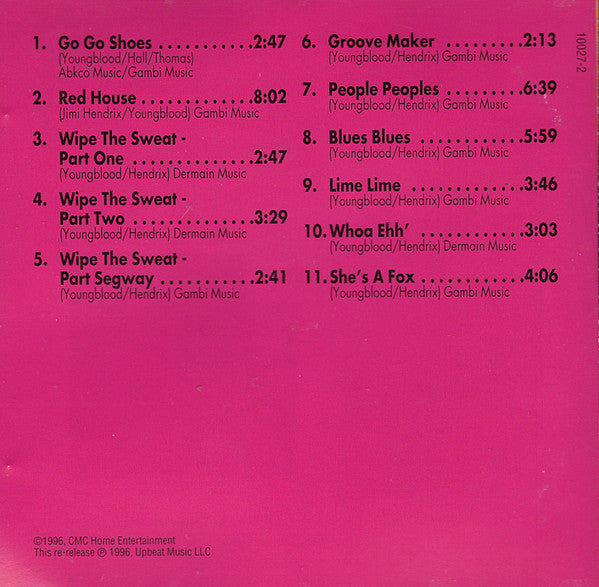 1. Go Go Shoes ...........2:47
(Youngblood/Hall/Thomas)
Abkco Music/Gambi Music
2. Red House .............8:02
(Jimi Hendrix/Youngblood) Gambi Music
3. Wipe The Sweat -
Part One ..............2:47
(Youngblood/Hendrix) Dermain Music
4. Wipe The Sweat -
Part Two ..............3:29
(Youngblood/Hendrix) Dermain Music
5. Wipe The Sweat -
Part Segway ...........2:41
(Youngblood/Hendrix) Gambi Music
6. Groove Maker .........2:13
(Youngblood/Hendrix) Gambi Music
7. People Peoples ........6:39
(Youngblood/Hendrix) Gambi Music
8. Blues Blues ............5:59
(Youngblood/Hendrix) Gambi Music
9. Lime Lime .............3:46
(Youngblood/Hendrix) Gambi Music
10. Whoa Ehh' ............3:03
(Youngblood/Hendrix) Dermain Music
11. She's A Fox ............4:06
(Youngblood/Hendrix) Gambi Music
10027-2
©1996, CMC Home Entertainment
This re-release ℗ 1996, Upbeat Music LLC